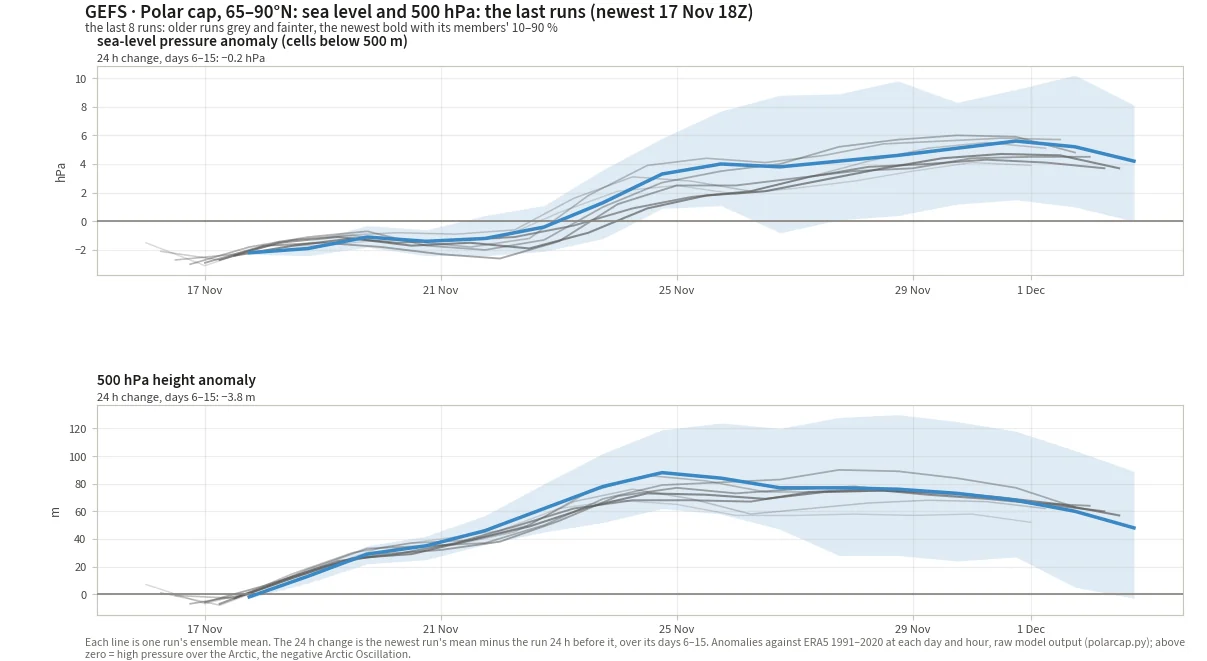 GEFS · Polar cap, 65–90°N: sea level and 500 hPa: the last runs (newest 17 Nov 18Z)
the last 8 runs: older runs grey and fainter, the newest bold with its members' 10–90 %
sea-level pressure anomaly (cells below 500 m)
24 h change, days 6–15: −0.2 hPa
10
8
6
4
2
0
−2
hPa
17 Nov
21 Nov
25 Nov
29 Nov
1 Dec
500 hPa height anomaly
24 h change, days 6–15: −3.8 m
120
100
80
60
40
20
0
m
17 Nov
21 Nov
25 Nov
29 Nov
1 Dec
Each line is one run's ensemble mean. The 24 h change is the newest run's mean minus the run 24 h before it, over its days 6–15. Anomalies against ERA5 1991–2020 at each day and hour, raw model output (polarcap.py); above
zero = high pressure over the Arctic, the negative Arctic Oscillation.